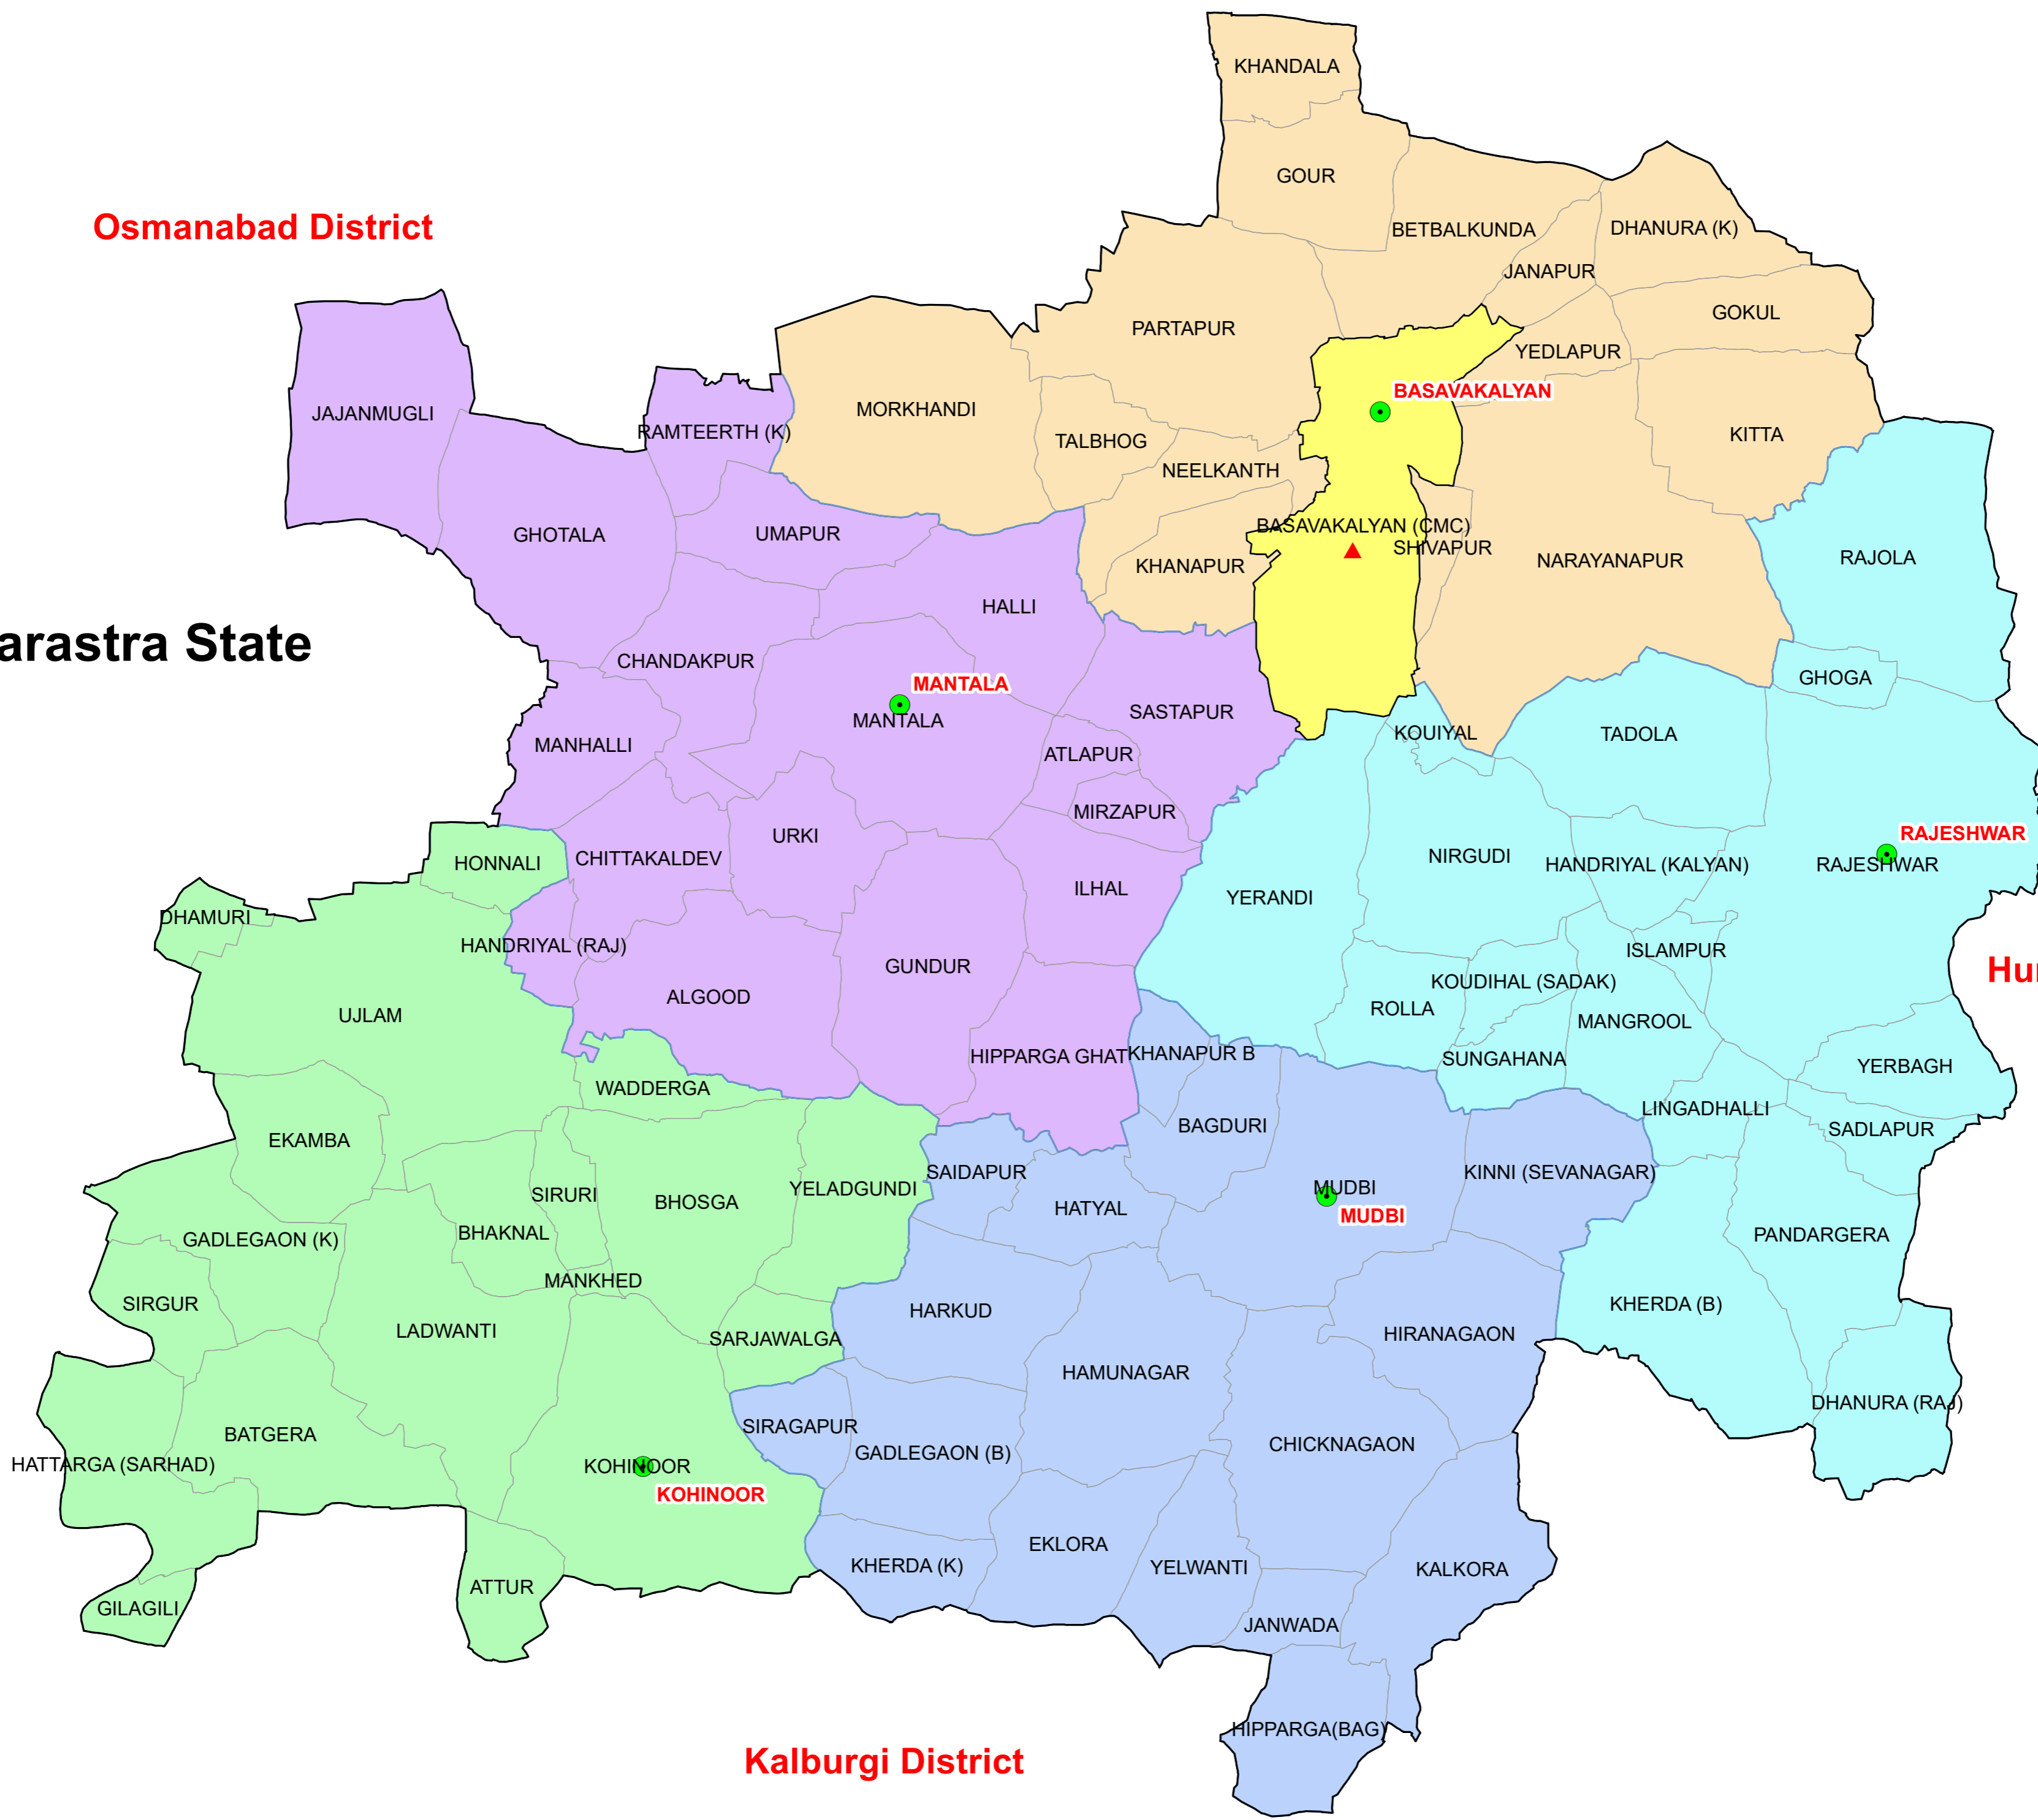 KHANDALA
GOUR
Osmanabad District
BETBALKUNDA
DHANURA (K)
JANAPUR
GOKUL
PARTAPUR
YEDLAPUR
BASAVAKALYAN
JAJANMUGLI
MORKHANDI
RAMTEERTH (K)
TALBHOG
KITTA
NEELKANTH
GHOTALA
UMAPUR
BASAVAKALYAN (CMC)
SHIVAPUR
NARAYANAPUR
RAJOLA
KHANAPUR
HALLI
arastra State
CHANDAKPUR
GHOGA
MANTALA
MANTALA
SASTAPUR
KOUIYAL
TADOLA
MANHALLI
ATLAPUR
MIRZAPUR
URKI
RAJESHWAR
RAJESHWAR
HONNALI
CHITTAKALDEV
NIRGUDI
HANDRIYAL (KALYAN)
ILHAL
YERANDI
DHAMURI
HANDRIYAL (RAJ)
ISLAMPUR
GUNDUR
Hu
KOUDIHAL (SADAK)
ALGOOD
ROLLA
UJLAM
MANGROOL
HIPPARGA GHAT
KHANAPUR B
SUNGAHANA
YERBAGH
WADDERGA
LINGADHALLI
EKAMBA
BAGDURI
SADLAPUR
SAIDAPUR
KINNI (SEVANAGAR)
SIRURI
BHOSGA
YELADGUNDI
MUDBI
MUDBI
HATYAL
BHAKNAL
GADLEGAON (K)
PANDARGERA
MANKHED
SIRGUR
HARKUD
KHERDA (B)
LADWANTI
SARJAWALGA
HIRANAGAON
HAMUNAGAR
DHANURA (RAJ)
SIRAGAPUR
BATGERA
GADLEGAON (B)
CHICKNAGAON
HATTARGA (SARHAD)
KOHINOOR
KOHINOOR
EKLORA
KHERDA (K)
YELWANTI
KALKORA
ATTUR
GILAGILI
JANWADA
HIPPARGA(BAG)
Kalburgi District